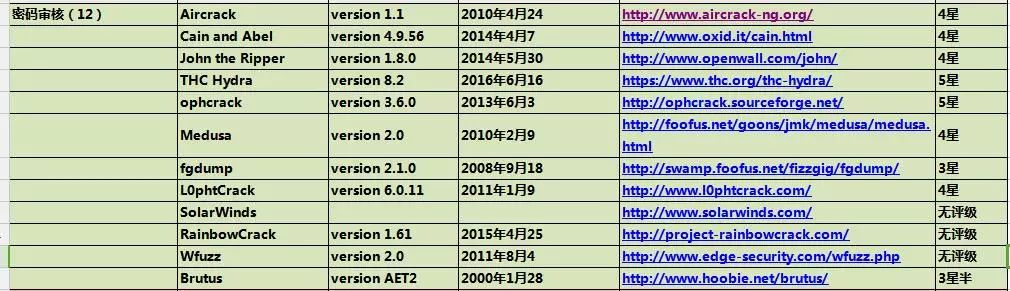 密码审核（12） Aircrack version 1.1 2010年4月24 http://www.aircrack-ng.org/ 4星
Cain and Abel version 4.9.56 2014年4月7 http://www.oxid.it/cain.html 4星
John the Ripper version 1.8.0 2014年5月30 http://www.openwall.com/john/ 4星
THC Hydra version 8.2 2016年6月16 https://www.thc.org/thc-hydra/ 5星
ophcrack version 3.6.0 2013年6月3 http://ophcrack.sourceforge.net/ 5星
Medusa version 2.0 2010年2月9 http://foofus.net/goons/jmk/medusa/medusa. 4星
html
fgdump version 2.1.0 2008年9月18 http://swamp.foofus.net/fizzgig/fgdump/ 3星
L0phtCrack version 6.0.11 2011年1月9 http://www.l0phtcrack.com/ 4星
SolarWinds http://www.solarwinds.com/ 无评级
RainbowCrack version 1.61 2015年4月25 http://project-rainbowcrack.com/ 无评级
Wfuzz version 2.0 2011年8月4 http://www.edge-security.com/wfuzz.php 无评级
Brutus version AET2 2000年1月28 http://www.hoobie.net/brutus/ 3星半